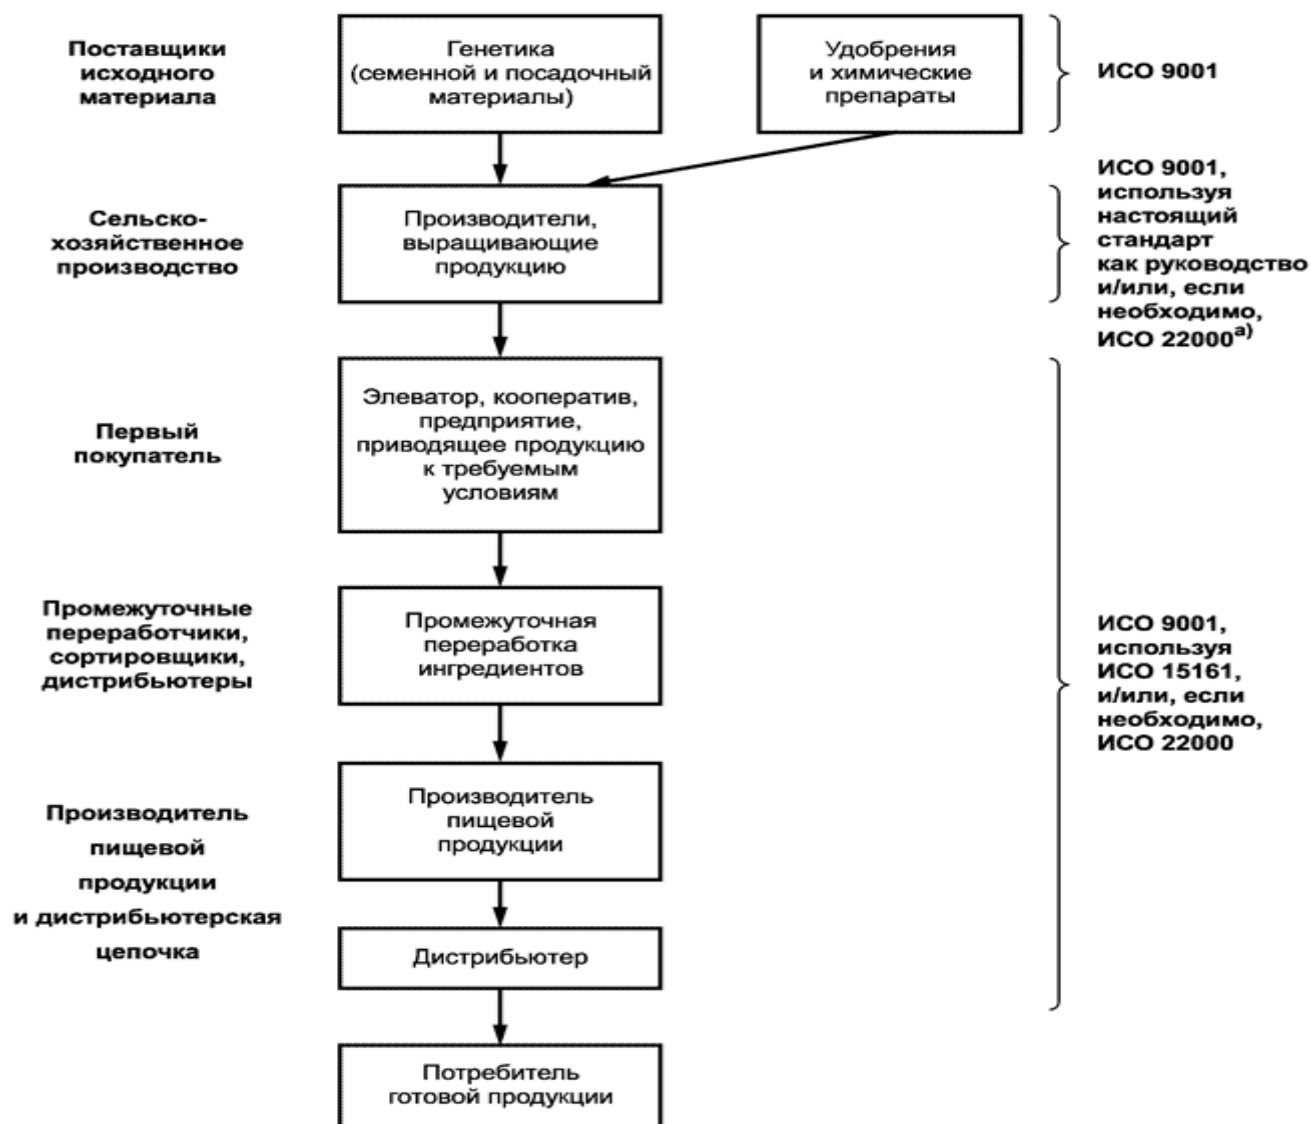 Поставщики
исходного
материала
Генетика
(семенной и посадочный
материалы)
Удобрения
и химические
препараты
ИСО 9001
Сельско-
хозяйственное
производство
Производители,
выращивающие
продукцию
ИСО 9001,
используя
настоящий
стандарт
как руководство
и/или, если
необходимо,
ИСО 22000а)
Первый
покупатель
Элеватор, кооператив,
предприятие,
приводящее продукцию
к требуемым
условиям
Промежуточные
переработчики,
сортировщики,
дистрибьютеры
Промежуточная
переработка
ингредиентов
ИСО 9001,
используя
ИСО 15161,
и/или, если
необходимо,
ИСО 22000
Производитель
пищевой
продукции
и дистрибьютерская
цепочка
Производитель
пищевой
продукции
Дистрибьютер
Потребитель
готовой продукции